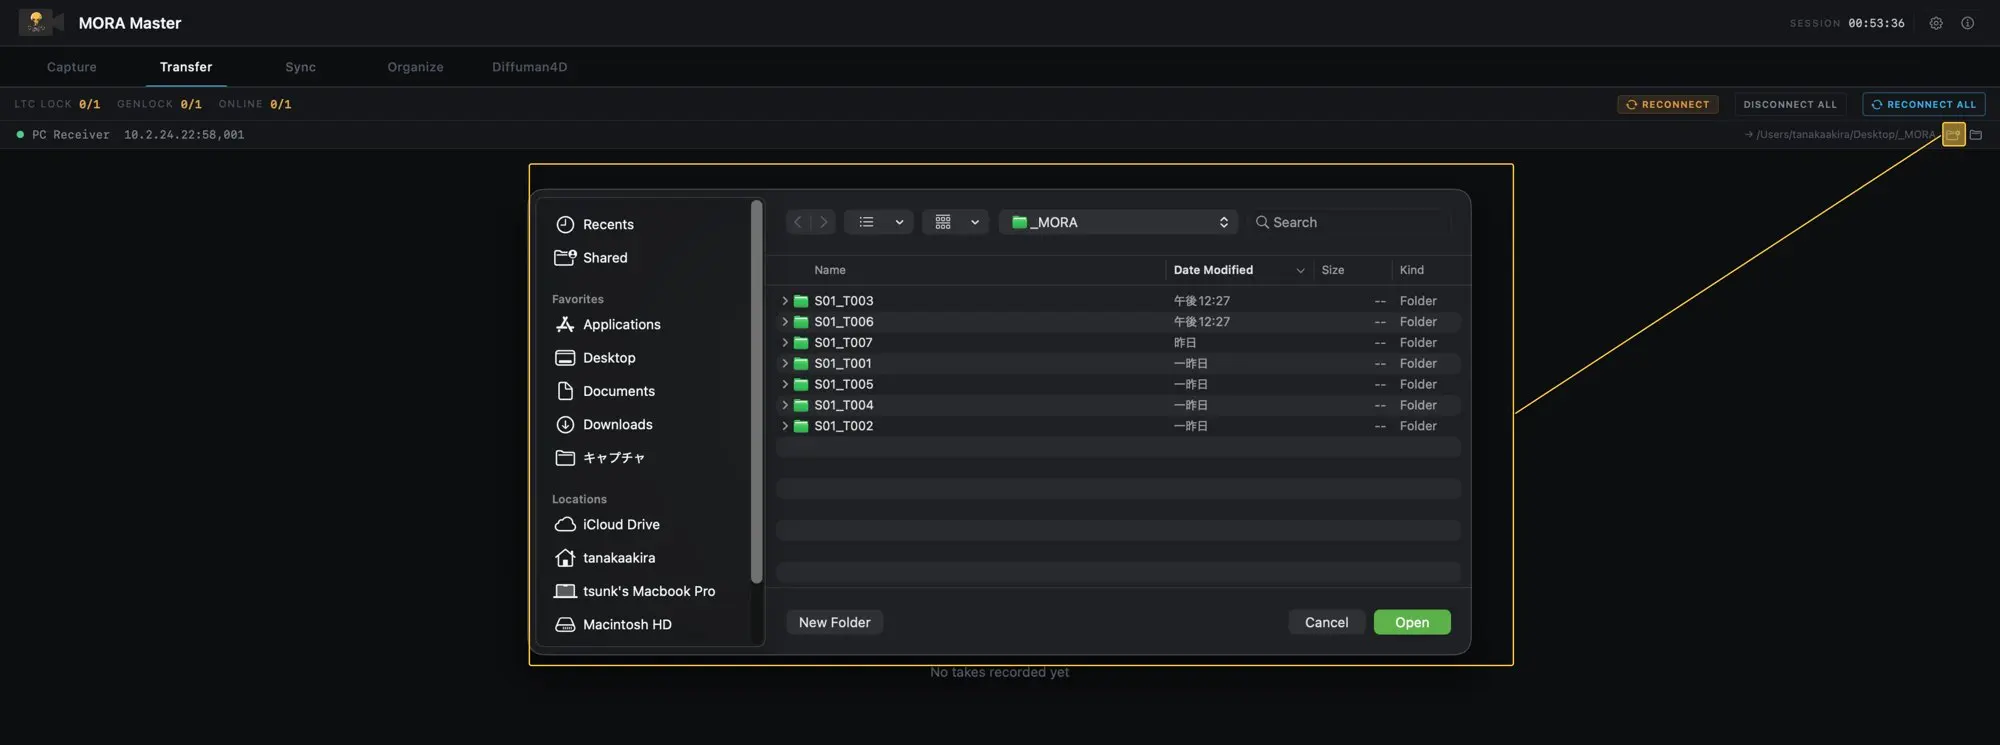 MORA Master
SESSION 00:53:36
Capture Transfer Sync Organize Diffuman4D
LTC LOCK 0/1 GENLOCK 0/1 ONLINE 0/1 RECONNECT DISCONNECT ALL RECONNECT ALL
PC Receiver 10.2.24.22:58,001 → /Users/tanakaakira/Desktop/_MORA
Recents
Shared
Favorites
Applications
Desktop
Documents
Downloads
キャプチャ
Locations
iCloud Drive
tanakaakira
tsunk's Macbook Pro
Macintosh HD
_MORA Search
Name Date Modified Size Kind
S01_T003 午後12:27 -- Folder
S01_T006 午後12:27 -- Folder
S01_T007 昨日 -- Folder
S01_T001 一昨日 -- Folder
S01_T005 一昨日 -- Folder
S01_T004 一昨日 -- Folder
S01_T002 一昨日 -- Folder
New Folder Cancel Open
No takes recorded yet